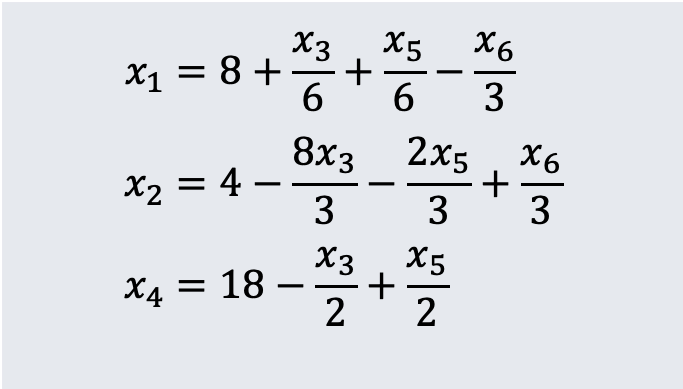 x₁ = 8 + x₃/6 + x₅/6 − x₆/3
x₂ = 4 − 8x₃/3 − 2x₅/3 + x₆/3
x₄ = 18 − x₃/2 + x₅/2